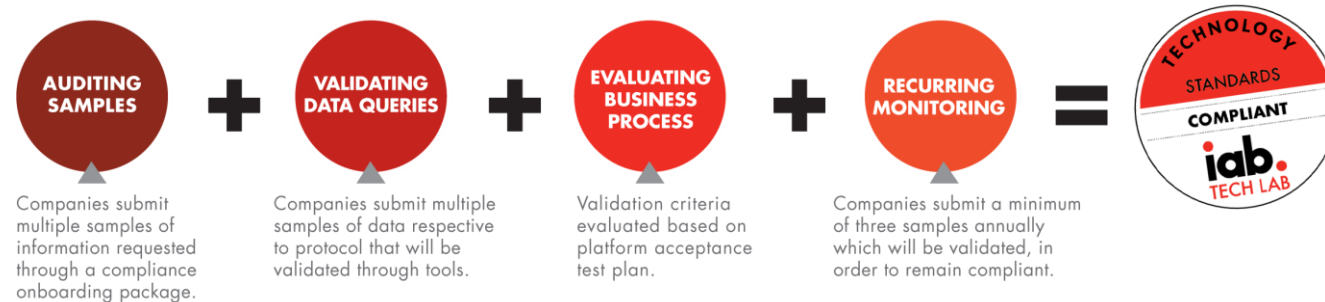 AUDITING
SAMPLES
+
VALIDATING
DATA QUERIES
+
EVALUATING
BUSINESS
PROCESS
+
RECURRING
MONITORING
=
TECHNOLOGY
STANDARDS
COMPLIANT
iab.
TECH LAB
Companies submit
multiple samples of
information requested
through a compliance
onboarding package.
Companies submit multiple
samples of data respective
to protocol that will be
validated through tools.
Validation criteria
evaluated based on
platform acceptance
test plan.
Companies submit a minimum
of three samples annually
which will be validated, in
order to remain compliant.